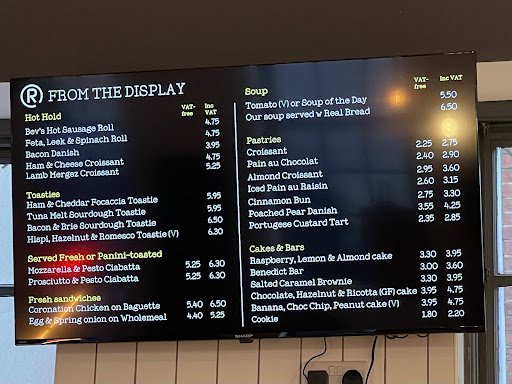 R FROM THE DISPLAY
VAT-free Inc VAT
Hot Hold
Bev's Hot Sausage Roll 4.75
Feta, Leek & Spinach Roll 4.75
Bacon Danish 3.95
Ham & Cheese Croissant 4.75
Lamb Mergez Croissant 5.25
Toasties
Ham & Cheddar Focaccia Toastie 5.95
Tuna Melt Sourdough Toastie 5.95
Bacon & Brie Sourdough Toastie 6.50
Hispi, Hazelnut & Romesco Toastie (V) 6.30
Served Fresh or Panini-toasted
Mozzarella & Pesto Ciabatta 5.25 6.30
Prosciutto & Pesto Ciabatta 5.25 6.30
Fresh sandwiches
Coronation Chicken on Baguette 5.40 6.50
Egg & Spring onion on Wholemeal 4.40 5.25
VAT-free Inc VAT
Soup
Tomato (V) or Soup of the Day 5.50
Our soup served w Real Bread 6.50
Pastries
Croissant 2.25 2.75
Pain au Chocolat 2.40 2.90
Almond Croissant 2.95 3.60
Iced Pain au Raisin 2.60 3.15
Cinnamon Bun 2.75 3.30
Poached Pear Danish 3.55 4.25
Portugese Custard Tart 2.35 2.85
Cakes & Bars
Raspberry, Lemon & Almond cake 3.30 3.95
Benedict Bar 3.00 3.60
Salted Caramel Brownie 3.30 3.95
Chocolate, Hazelnut & Ricotta (GF) cake 3.95 4.75
Banana, Choc Chip, Peanut cake (V) 3.95 4.75
Cookie 1.80 2.20
SHARP